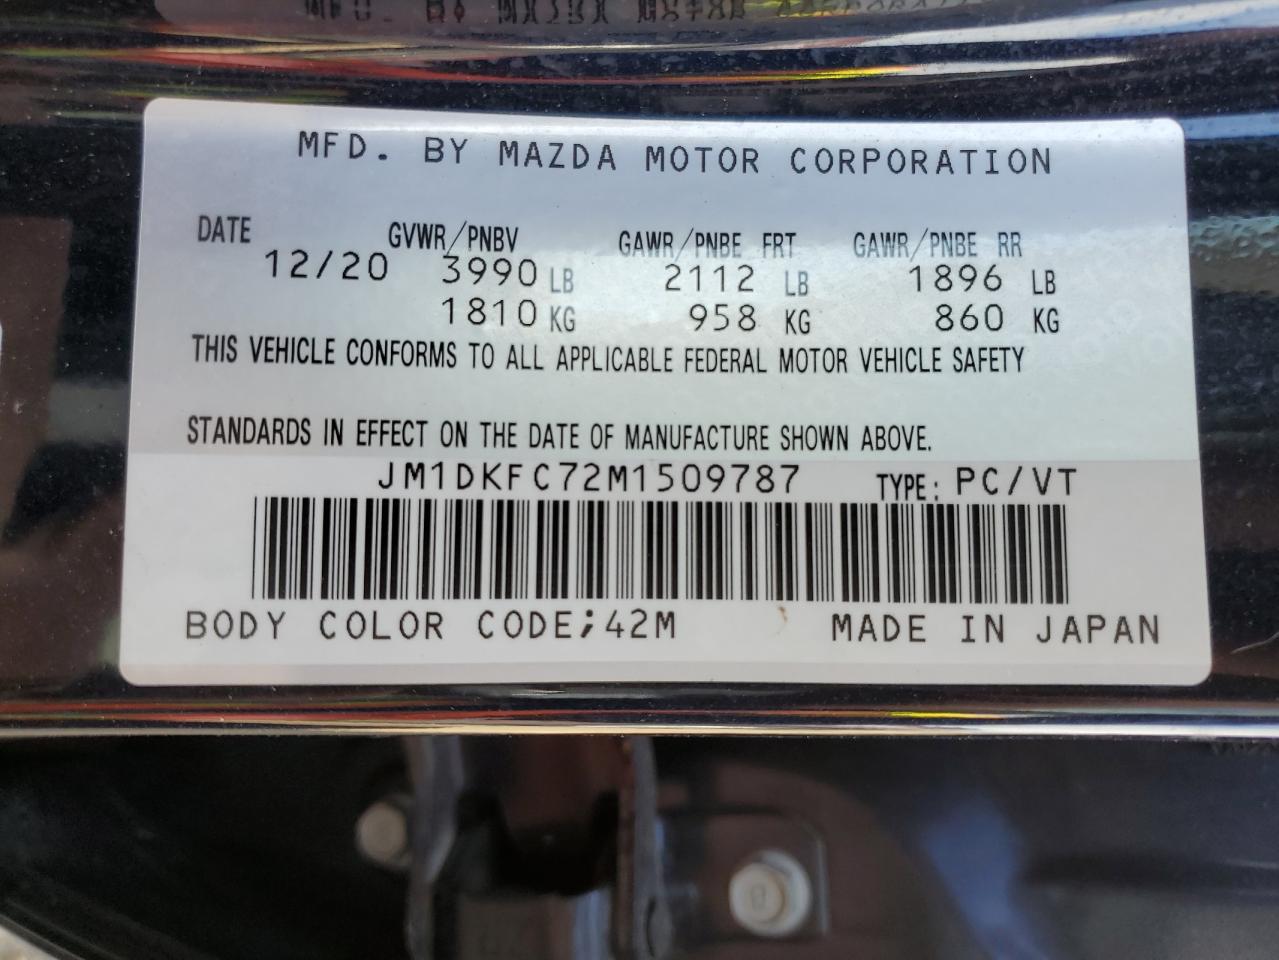 MFD. BY MAZDA MOTOR CORPORATION
DATE GVWR/PNBV GAWR/PNBE FRT GAWR/PNBE RR
12/20 3990 LB 2112 LB 1896 LB
1810 KG 958 KG 860 KG
THIS VEHICLE CONFORMS TO ALL APPLICABLE FEDERAL MOTOR VEHICLE SAFETY
STANDARDS IN EFFECT ON THE DATE OF MANUFACTURE SHOWN ABOVE.
JM1DKFC72M1509787 TYPE: PC/VT
BODY COLOR CODE;42M MADE IN JAPAN
8